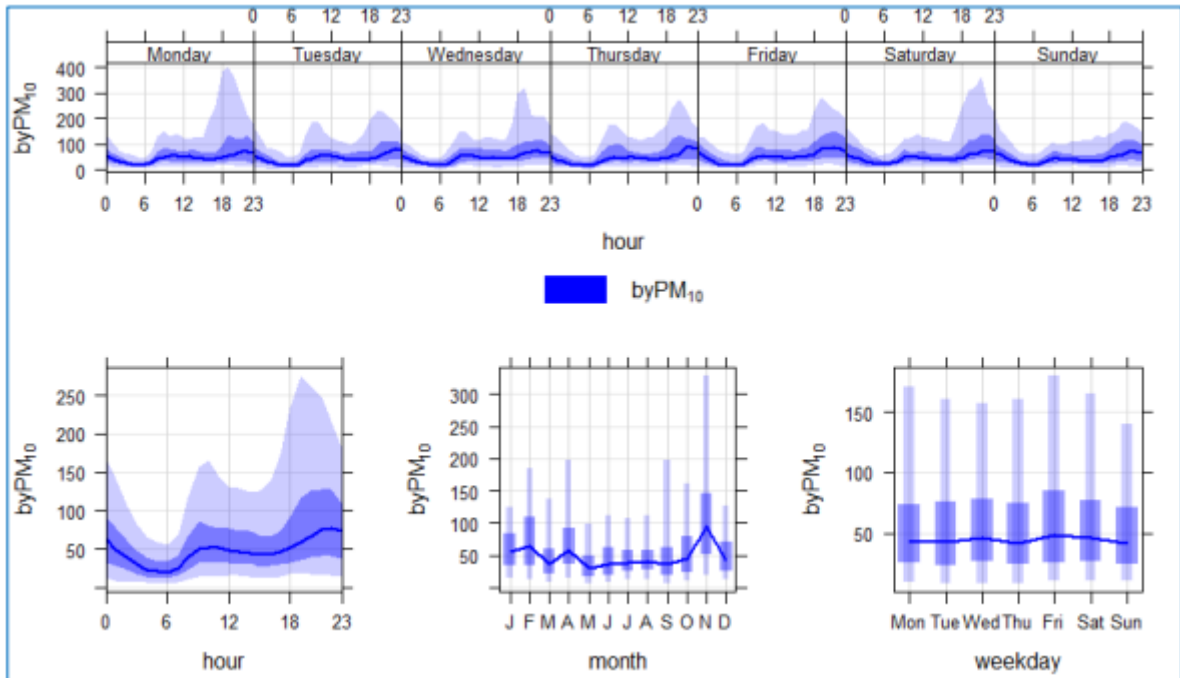 0 6 12 18 23 0 6 12 18 23 0 6 12 18 23
Monday Tuesday Wednesday Thursday Friday Saturday Sunday
byPM₁₀
400
300
200
100
0
0 6 12 18 23 0 6 12 18 23 0 6 12 18 23 0 6 12 18 23
hour
byPM₁₀
byPM₁₀
250
200
150
100
50
0 6 12 18 23
hour
byPM₁₀
300
250
200
150
100
50
J F M A M J J A S O N D
month
byPM₁₀
150
100
50
Mon Tue Wed Thu Fri Sat Sun
weekday